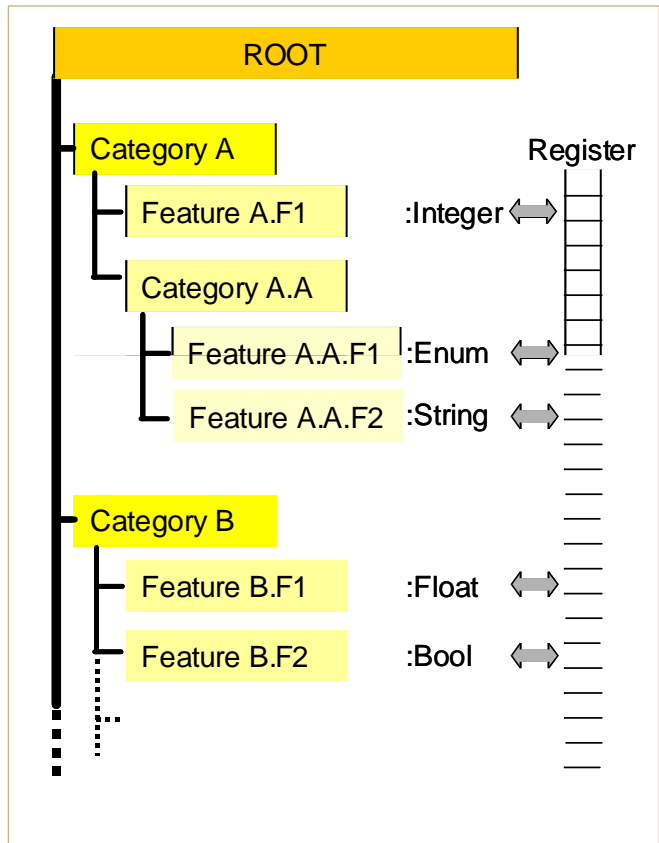 ROOT
Category A
Register
Feature A.F1 :Integer
Category A.A
Feature A.A.F1 :Enum
Feature A.A.F2 :String
Category B
Feature B.F1 :Float
Feature B.F2 :Bool